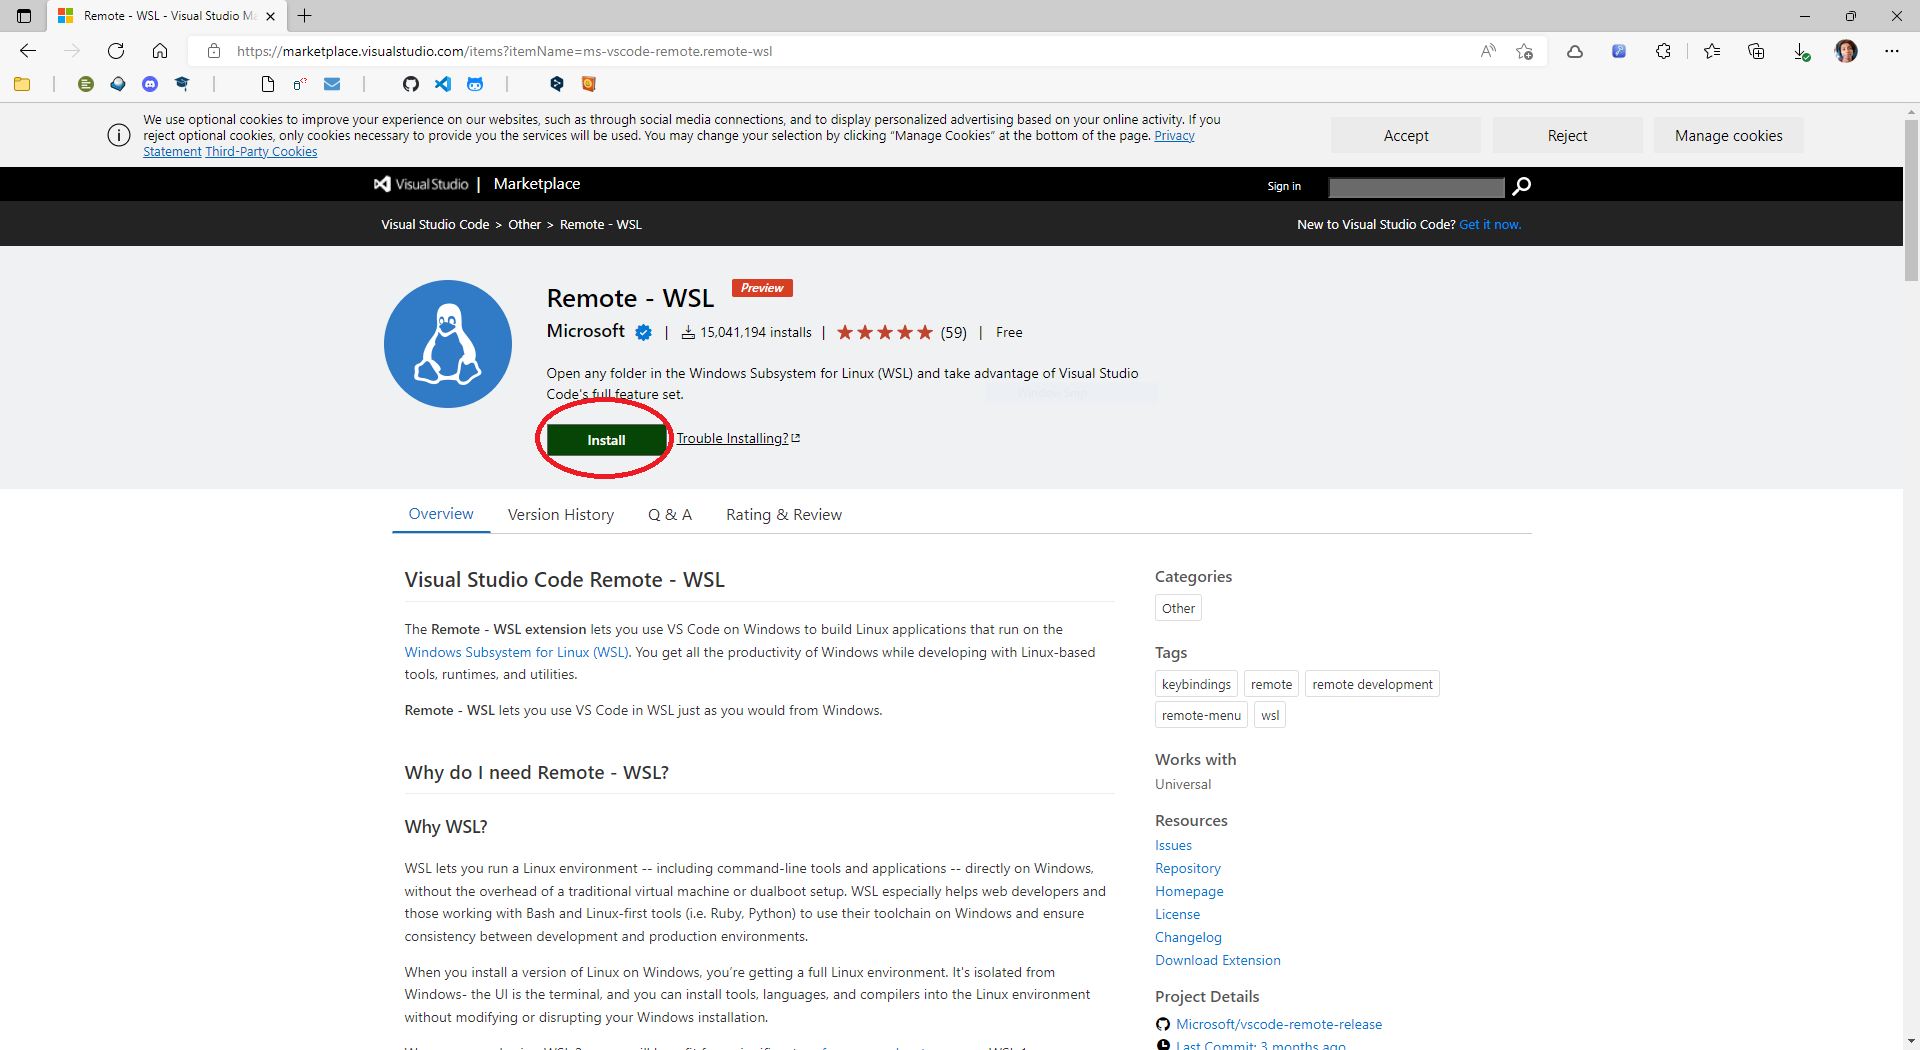 Remote - WSL - Visual Studio Ma
https://marketplace.visualstudio.com/items?itemName=ms-vscode-remote.remote-wsl
We use optional cookies to improve your experience on our websites, such as through social media connections, and to display personalized advertising based on your online activity. If you
reject optional cookies, only cookies necessary to provide you the services will be used. You may change your selection by clicking “Manage Cookies” at the bottom of the page. Privacy
Statement Third-Party Cookies
Accept
Reject
Manage cookies
Visual Studio | Marketplace
Sign in
Visual Studio Code > Other > Remote - WSL
New to Visual Studio Code? Get it now.
Remote - WSL Preview
Microsoft | 15,041,194 installs | (59) | Free
Open any folder in the Windows Subsystem for Linux (WSL) and take advantage of Visual Studio
Code's full feature set.
Install
Trouble Installing?
Overview Version History Q & A Rating & Review
Visual Studio Code Remote - WSL
The Remote - WSL extension lets you use VS Code on Windows to build Linux applications that run on the
Windows Subsystem for Linux (WSL). You get all the productivity of Windows while developing with Linux-based
tools, runtimes, and utilities.
Remote - WSL lets you use VS Code in WSL just as you would from Windows.
Why do I need Remote - WSL?
Why WSL?
WSL lets you run a Linux environment -- including command-line tools and applications -- directly on Windows,
without the overhead of a traditional virtual machine or dualboot setup. WSL especially helps web developers and
those working with Bash and Linux-first tools (i.e. Ruby, Python) to use their toolchain on Windows and ensure
consistency between development and production environments.
When you install a version of Linux on Windows, you’re getting a full Linux environment. It's isolated from
Windows- the UI is the terminal, and you can install tools, languages, and compilers into the Linux environment
without modifying or disrupting your Windows installation.
Categories
Other
Tags
keybindings remote remote development
remote-menu wsl
Works with
Universal
Resources
Issues
Repository
Homepage
License
Changelog
Download Extension
Project Details
Microsoft/vscode-remote-release
Last Commit: 3 months ago